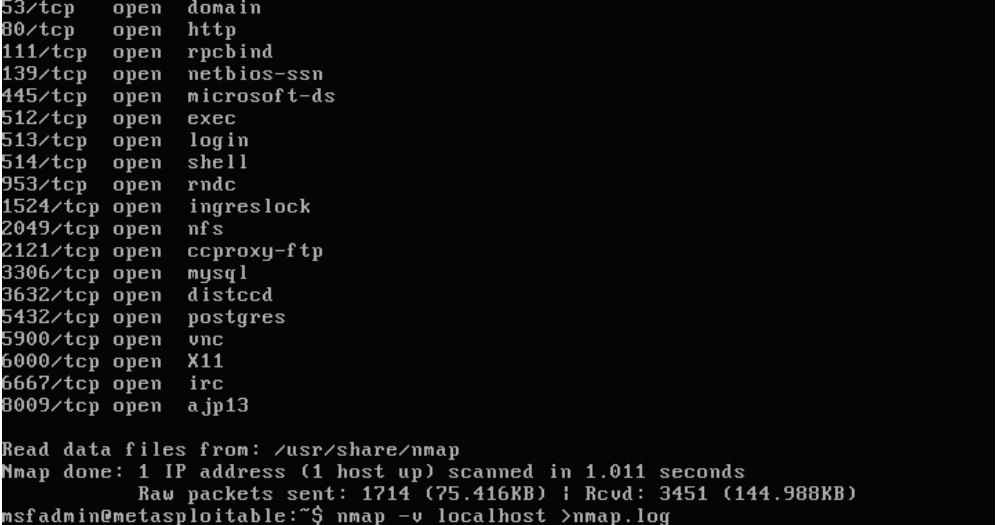 53/tcp open domain
80/tcp open http
111/tcp open rpcbind
139/tcp open netbios-ssn
445/tcp open microsoft-ds
512/tcp open exec
513/tcp open login
514/tcp open shell
953/tcp open rndc
1524/tcp open ingreslock
2049/tcp open nfs
2121/tcp open ccproxy-ftp
3306/tcp open mysql
3632/tcp open distccd
5432/tcp open postgres
5900/tcp open vnc
6000/tcp open X11
6667/tcp open irc
8009/tcp open ajp13
Read data files from: /usr/share/nmap
Nmap done: 1 IP address (1 host up) scanned in 1.011 seconds
Raw packets sent: 1714 (75.416KB) | Rcvd: 3451 (144.988KB)
msfadmin@metasploitable:~$ nmap -v localhost >nmap.log